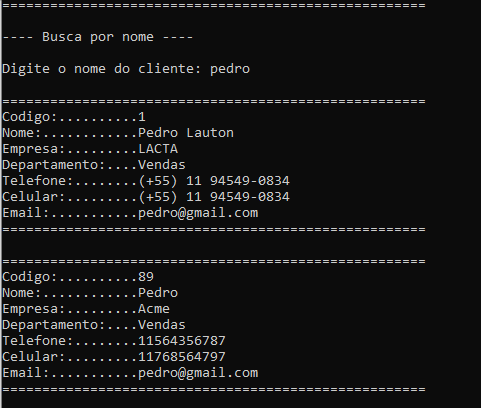 =====================================================
---- Busca por nome ----
Digite o nome do cliente: pedro
=====================================================
Codigo:..........1
Nome:............Pedro Lauton
Empresa:.........LACTA
Departamento:....Vendas
Telefone:........(+55) 11 94549-0834
Celular:.........(+55) 11 94549-0834
Email:...........pedro@gmail.com
=====================================================
=====================================================
Codigo:..........89
Nome:............Pedro
Empresa:.........Acme
Departamento:....Vendas
Telefone:........11564356787
Celular:.........11768564797
Email:...........pedro@gmail.com
=====================================================